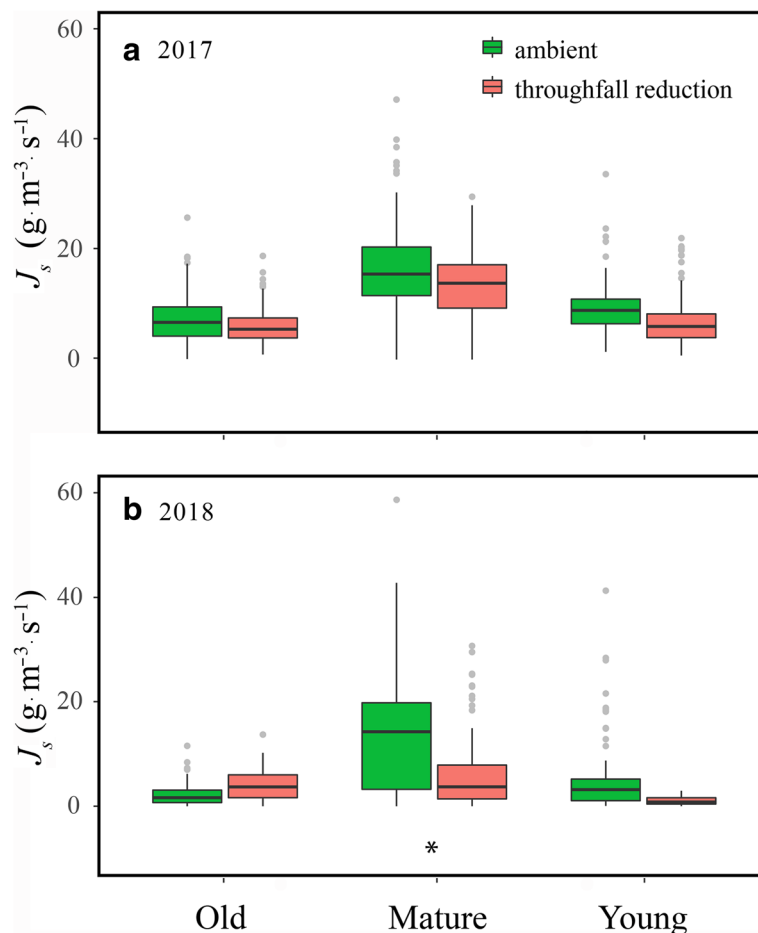 60
a 2017
ambient
throughfall reduction
40
20
0
Js (g·m⁻³·s⁻¹)
60
b 2018
40
20
0
Js (g·m⁻³·s⁻¹)
*
Old Mature Young